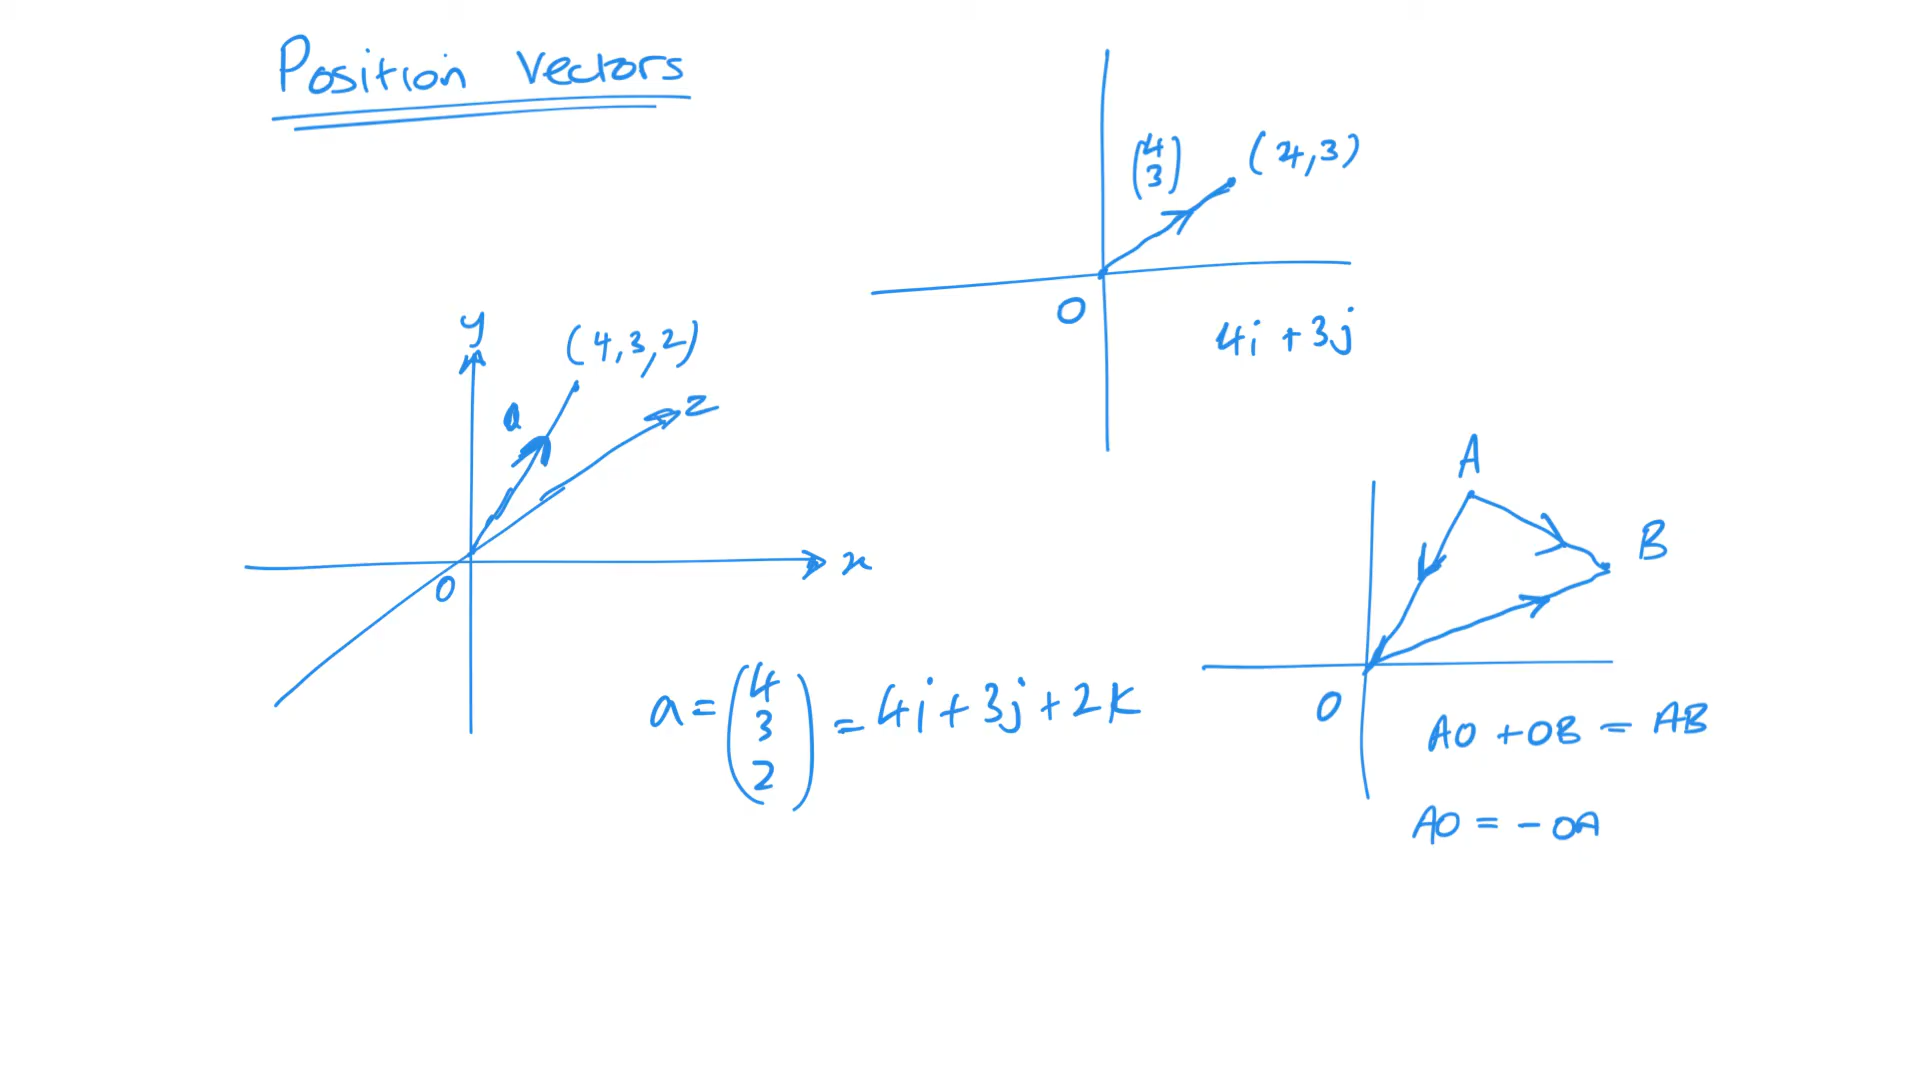 Position Vectors
(4
3)
(4,3)
O
4i + 3j
y
(4,3,2)
a
z
x
O
a = (4
3
2) = 4i + 3j + 2k
A
B
O
AO + OB = AB
AO = - OA